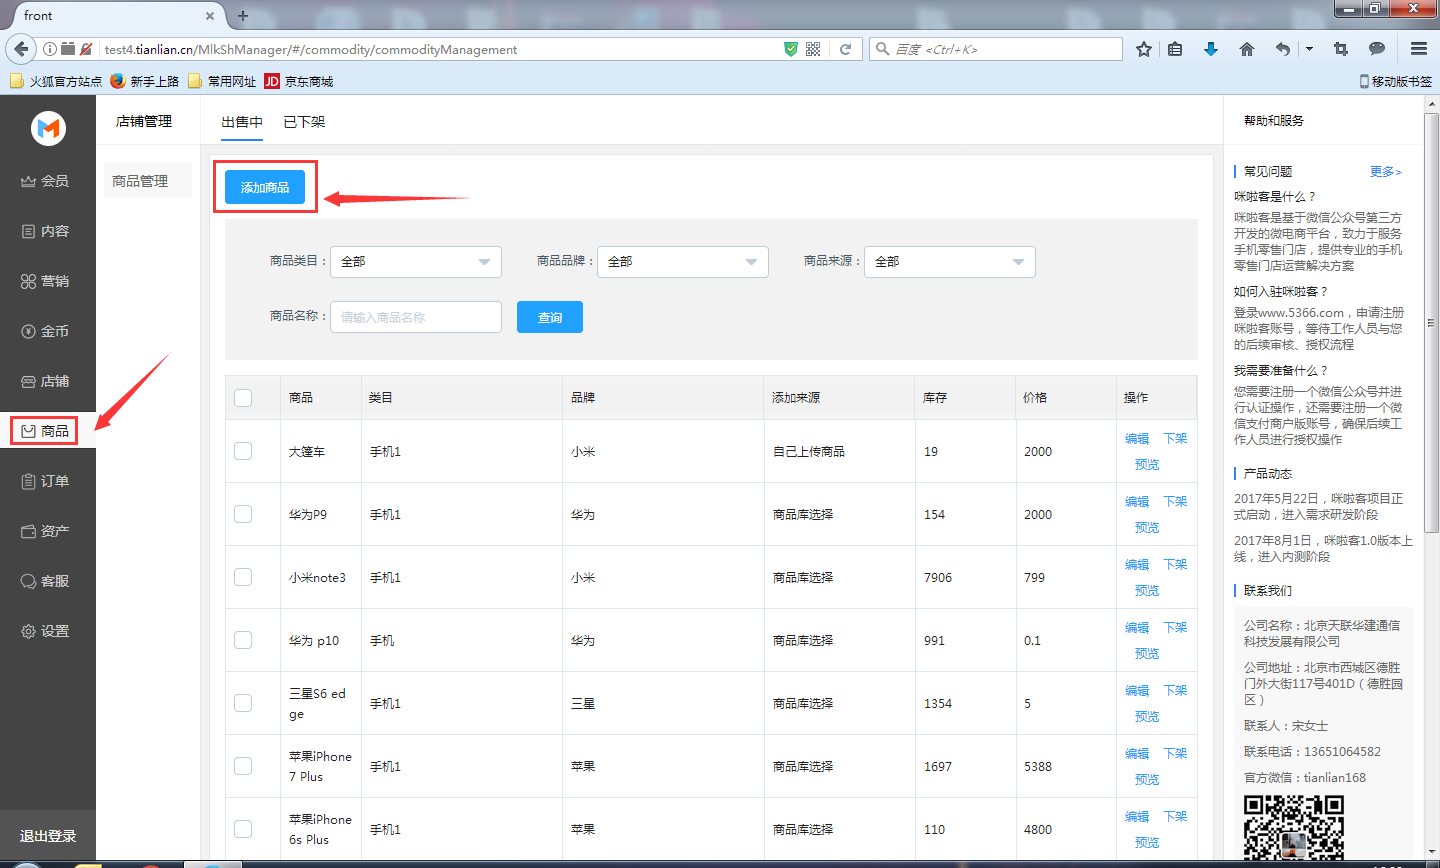 front
test4.tianlian.cn/MlkShManager/#/commodity/commodityManagement
百度 <Ctrl+K>
火狐官方站点
新手上路
常用网址
JD
京东商城
移动版书签
会员
内容
营销
金币
店铺
商品
订单
资产
客服
设置
退出登录
店铺管理
商品管理
出售中
已下架
添加商品
商品类目：
全部
商品品牌：
全部
商品来源：
全部
商品名称：
请输入商品名称
查询
商品 类目 品牌 添加来源 库存 价格 操作
大篷车 手机1 小米 自己上传商品 19 2000 编辑 下架
预览
华为P9 手机1 华为 商品库选择 154 2000 编辑 下架
预览
小米note3 手机1 小米 商品库选择 7906 799 编辑 下架
预览
华为 p10 手机 华为 商品库选择 991 0.1 编辑 下架
预览
三星S6 ed
ge
手机1 三星 商品库选择 1354 5 编辑 下架
预览
苹果iPhone
7 Plus
手机1 苹果 商品库选择 1697 5388 编辑 下架
预览
苹果iPhone
6s Plus
手机1 苹果 商品库选择 110 4800 编辑 下架
预览
帮助和服务
常见问题
更多>
咪啦客是什么？
咪啦客是基于微信公众号第三方
开发的微电商平台，致力于服务
手机零售门店，提供专业的手机
零售门店运营解决方案
如何入驻咪啦客？
登录www.5366.com，申请注册
咪啦客账号，等待工作人员与您
的后续审核、授权流程
我需要准备什么？
您需要注册一个微信公众号并进
行认证操作，还需要注册一个微
信支付商户版账号，确保后续工
作人员进行授权操作
产品动态
2017年5月22日，咪啦客项目正
式启动，进入需求研发阶段
2017年8月1日，咪啦客1.0版本上
线，进入内测阶段
联系我们
公司名称：北京天联华建通信
科技发展有限公司
公司地址：北京市西城区德胜
门外大街117号401D（德胜园
区）
联系人：宋女士
联系电话：13651064582
官方微信：tianlian168